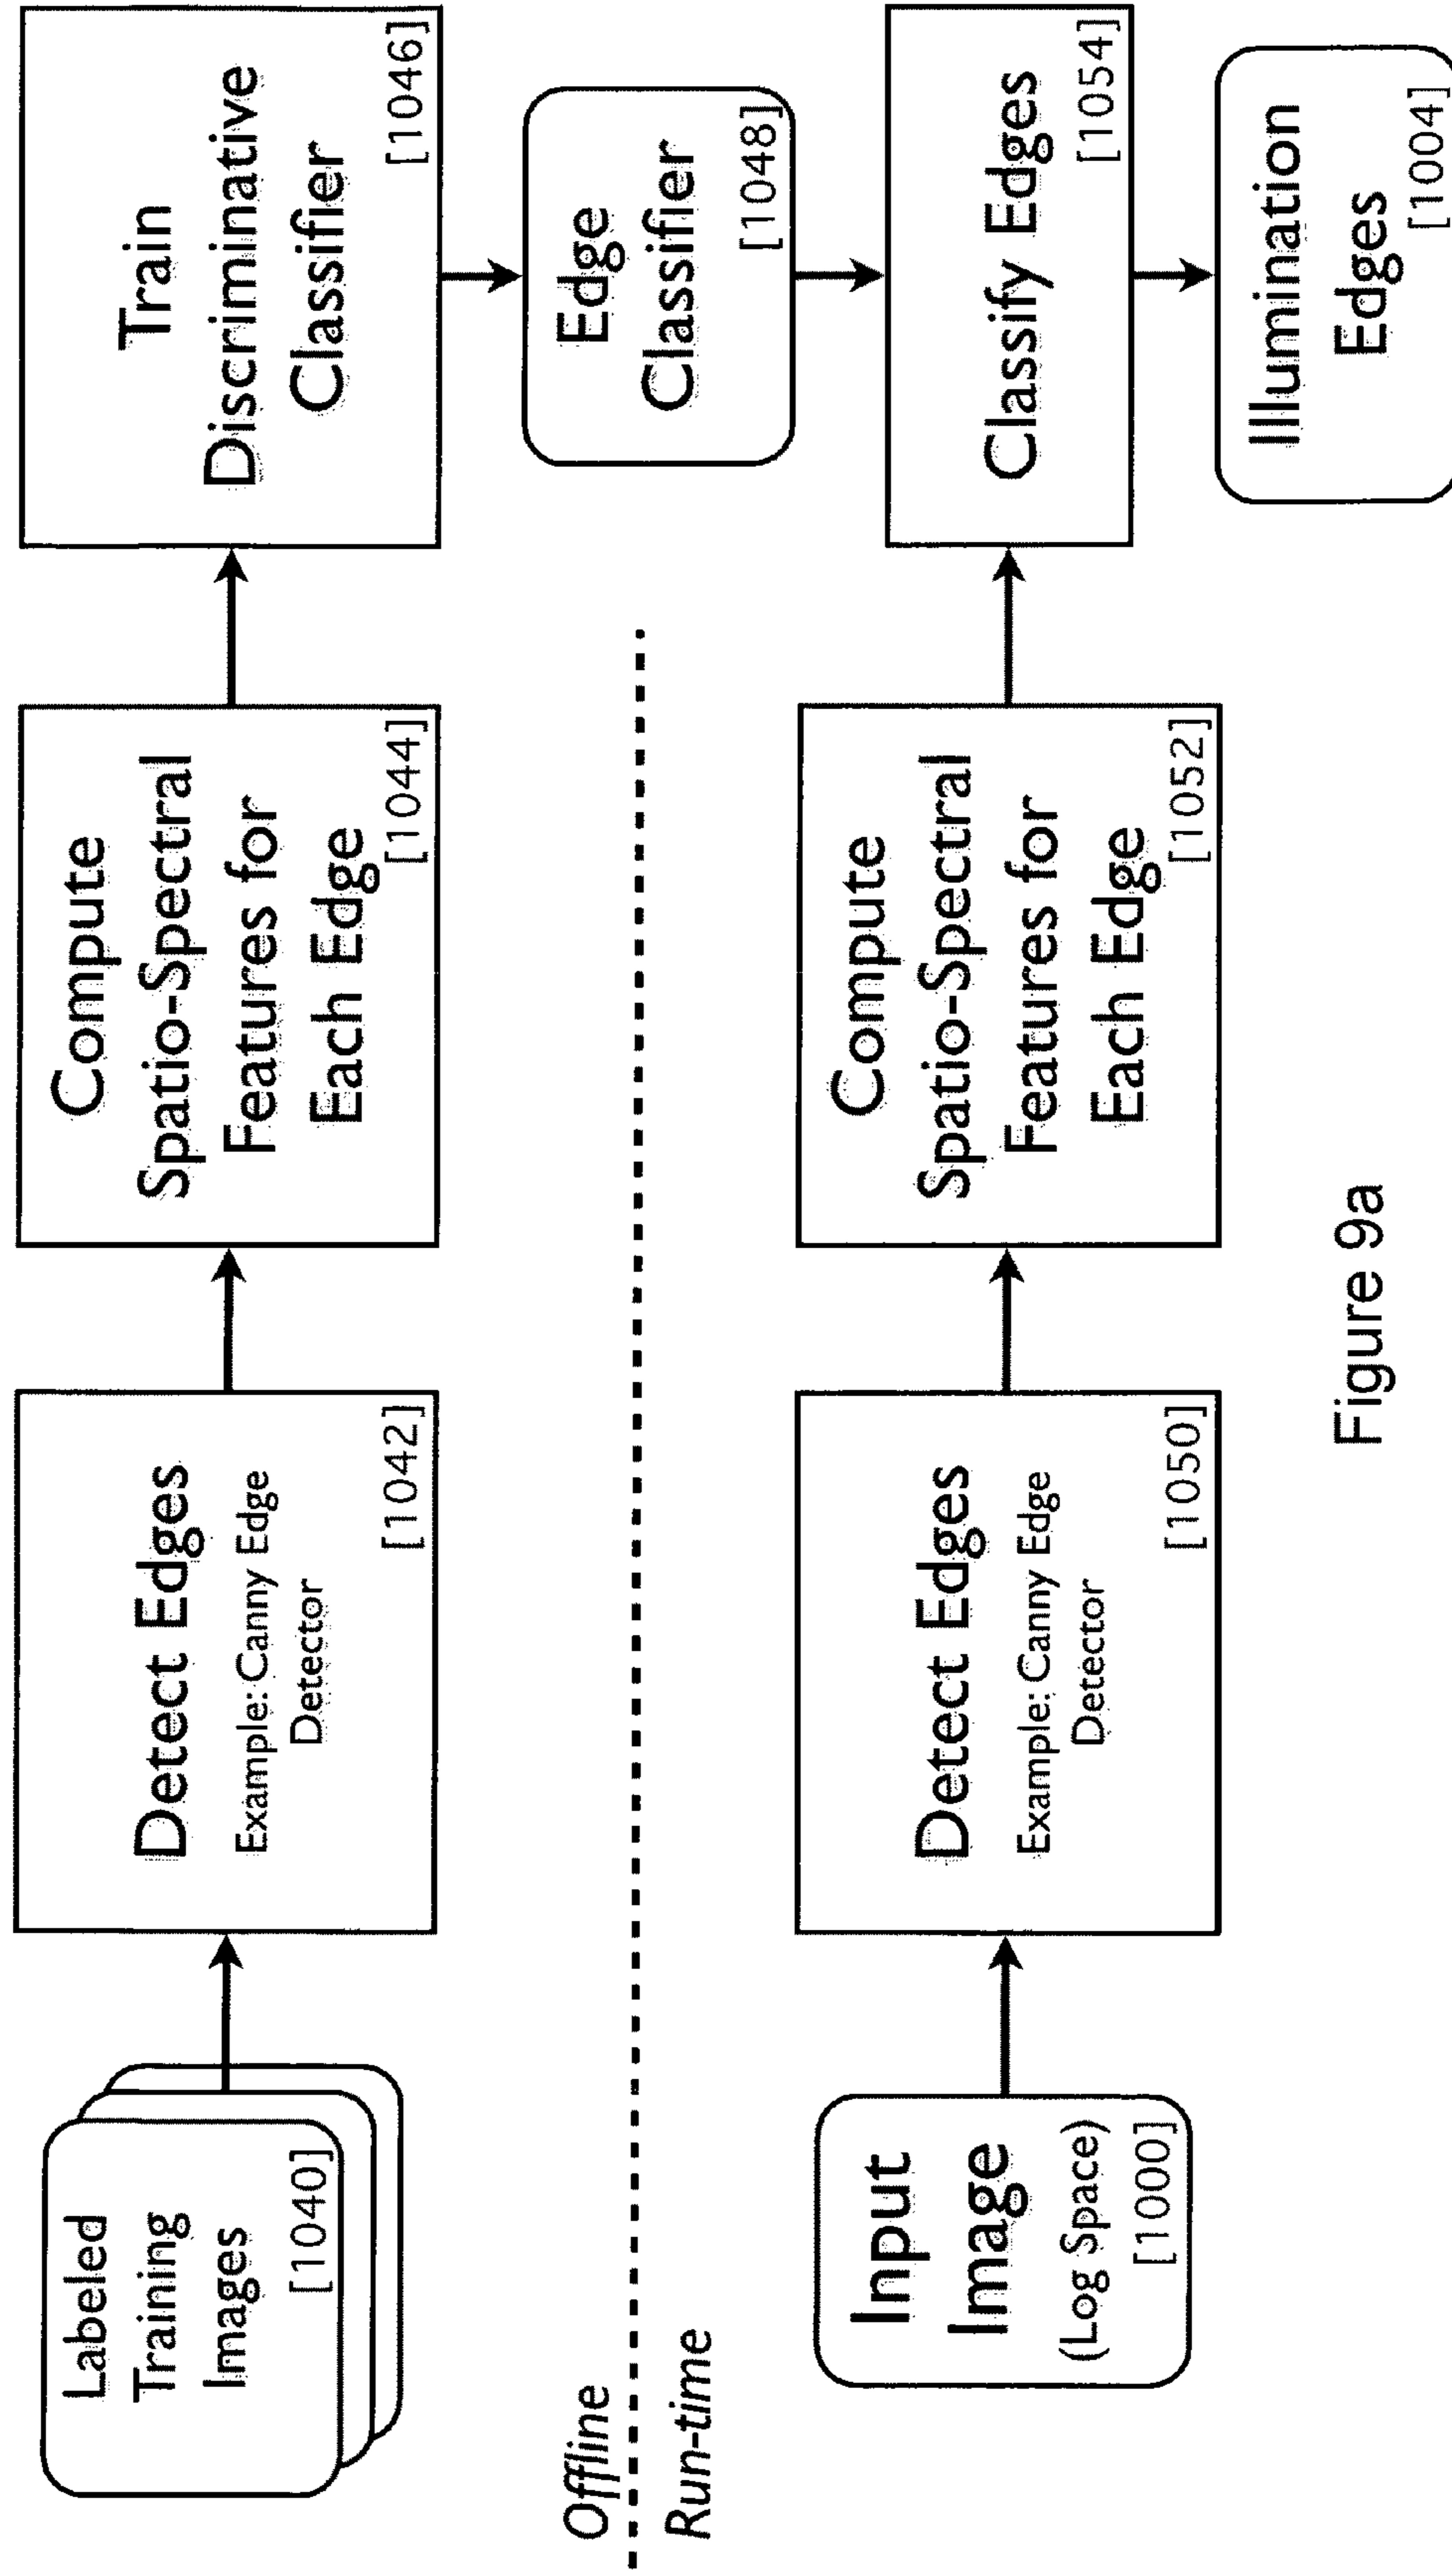 Labeled
Training
Images
[1040]
Detect Edges
Example: Canny Edge
Detector
[1042]
Compute
Spatio-Spectral
Features for
Each Edge
[1044]
Train
Discriminative
Classifier
[1046]
Edge
Classifier
[1048]
Offline
Run-time
Input
Image
(Log Space)
[1000]
Detect Edges
Example: Canny Edge
Detector
[1050]
Compute
Spatio-Spectral
Features for
Each Edge
[1052]
Classify Edges
[1054]
Illumination
Edges
[1004]
Figure 9a